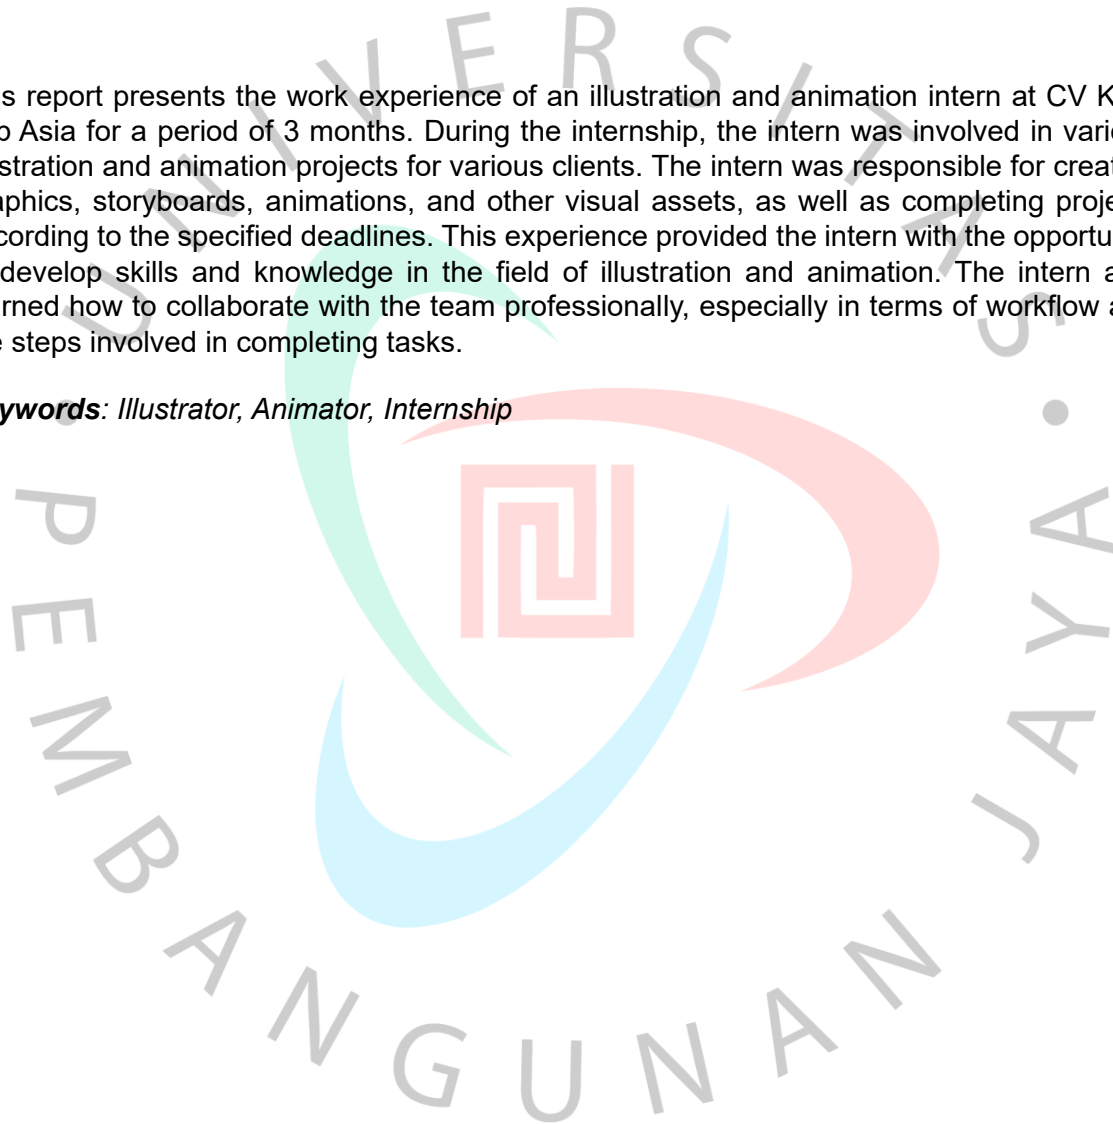 s report presents the work experience of an illustration and animation intern at CV K
Asia for a period of 3 months. During the internship, the intern was involved in vari
stration and animation projects for various clients. The intern was responsible for creat
phics, storyboards, animations, and other visual assets, as well as completing proje
cording to the specified deadlines. This experience provided the intern with the opportu
develop skills and knowledge in the field of illustration and animation. The intern a
rned how to collaborate with the team professionally, especially in terms of workflow a
steps involved in completing tasks.
ywords: Illustrator, Animator, Internship
UNIVERSITAS
PEMBANGUNAN JAYA